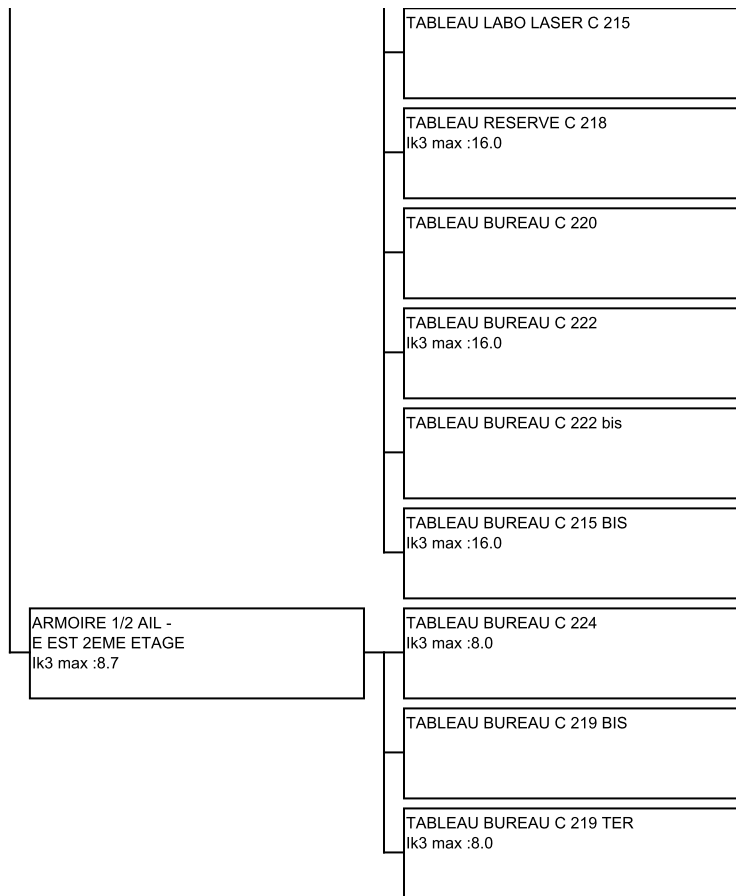 TABLEAU LABO LASER C 215
TABLEAU RESERVE C 218
Ik3 max :16.0
TABLEAU BUREAU C 220
TABLEAU BUREAU C 222
Ik3 max :16.0
TABLEAU BUREAU C 222 bis
TABLEAU BUREAU C 215 BIS
Ik3 max :16.0
ARMOIRE 1/2 AIL -
E EST 2EME ETAGE
Ik3 max :8.7
TABLEAU BUREAU C 224
Ik3 max :8.0
TABLEAU BUREAU C 219 BIS
TABLEAU BUREAU C 219 TER
Ik3 max :8.0